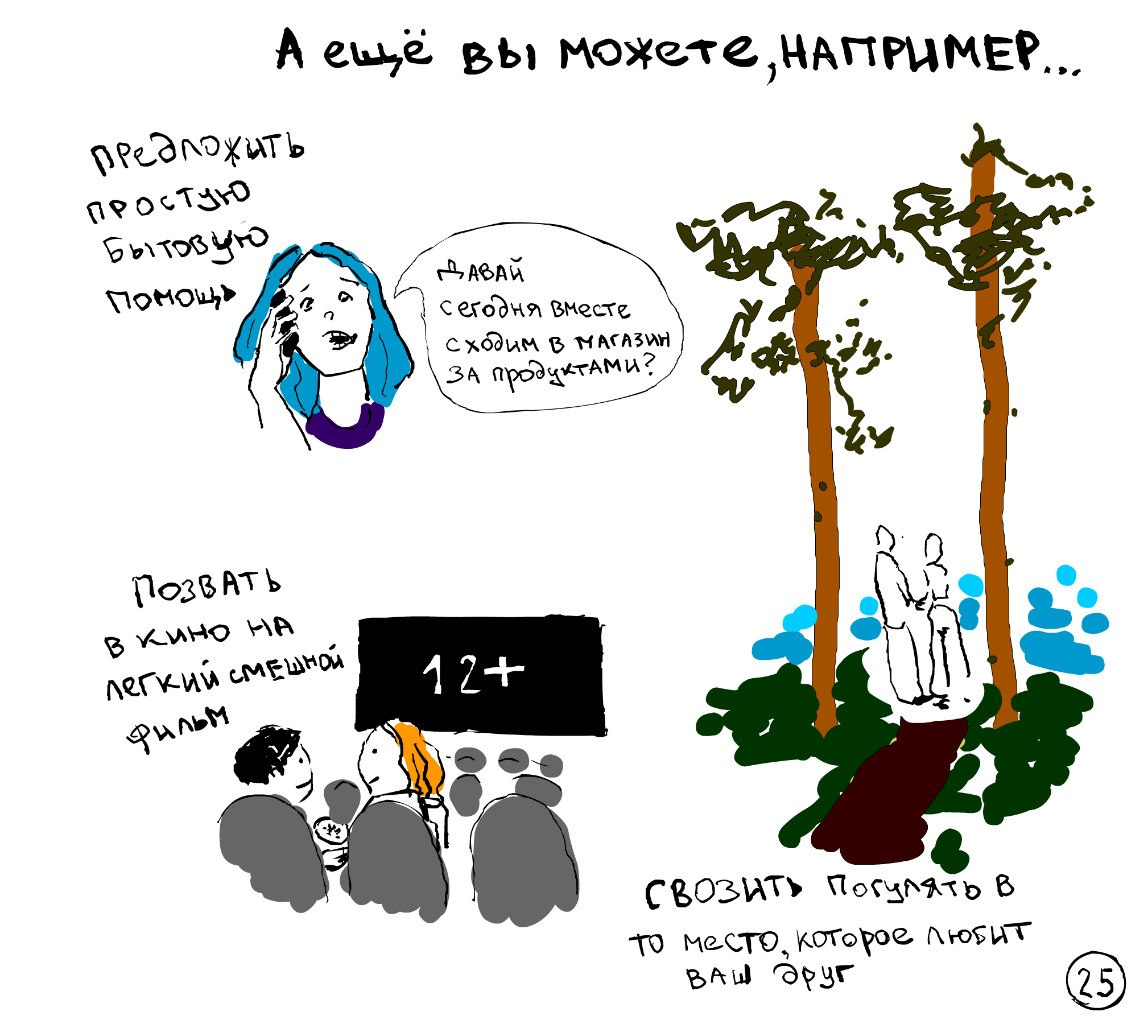 А ещё вы можете, НАПРИМЕР...
ПРЕДЛОЖИТЬ
ПРОСТУЮ
БЫТОВУЮ
ПОМОЩЬ
ДАВАЙ
сегодня вместе
сходим в магазин
за продуктами?
ПОЗВАТЬ
В КИНО НА
ЛЕГКИЙ СМЕШНОЙ
ФИЛЬМ
12+
СВОЗИТЬ ПОГУЛЯТЬ В
ТО МЕСТО, КОТОРОЕ ЛЮБИТ
ВАШ ДРУГ
25